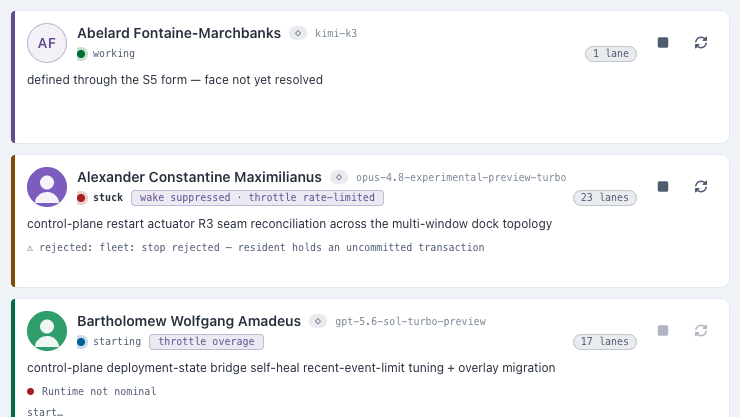 AF
Abelard Fontaine-Marchbanks ◇ kimi-k3
working
1 lane
defined through the S5 form — face not yet resolved
Alexander Constantine Maximilianus ◇ opus-4.8-experimental-preview-turbo
stuck wake suppressed · throttle rate-limited
23 lanes
control-plane restart actuator R3 seam reconciliation across the multi-window dock topology
⚠ rejected: fleet: stop rejected — resident holds an uncommitted transaction
Bartholomew Wolfgang Amadeus ◇ gpt-5.6-sol-turbo-preview
starting throttle overage
17 lanes
control-plane deployment-state bridge self-heal recent-event-limit tuning + overlay migration
Runtime not nominal
start…